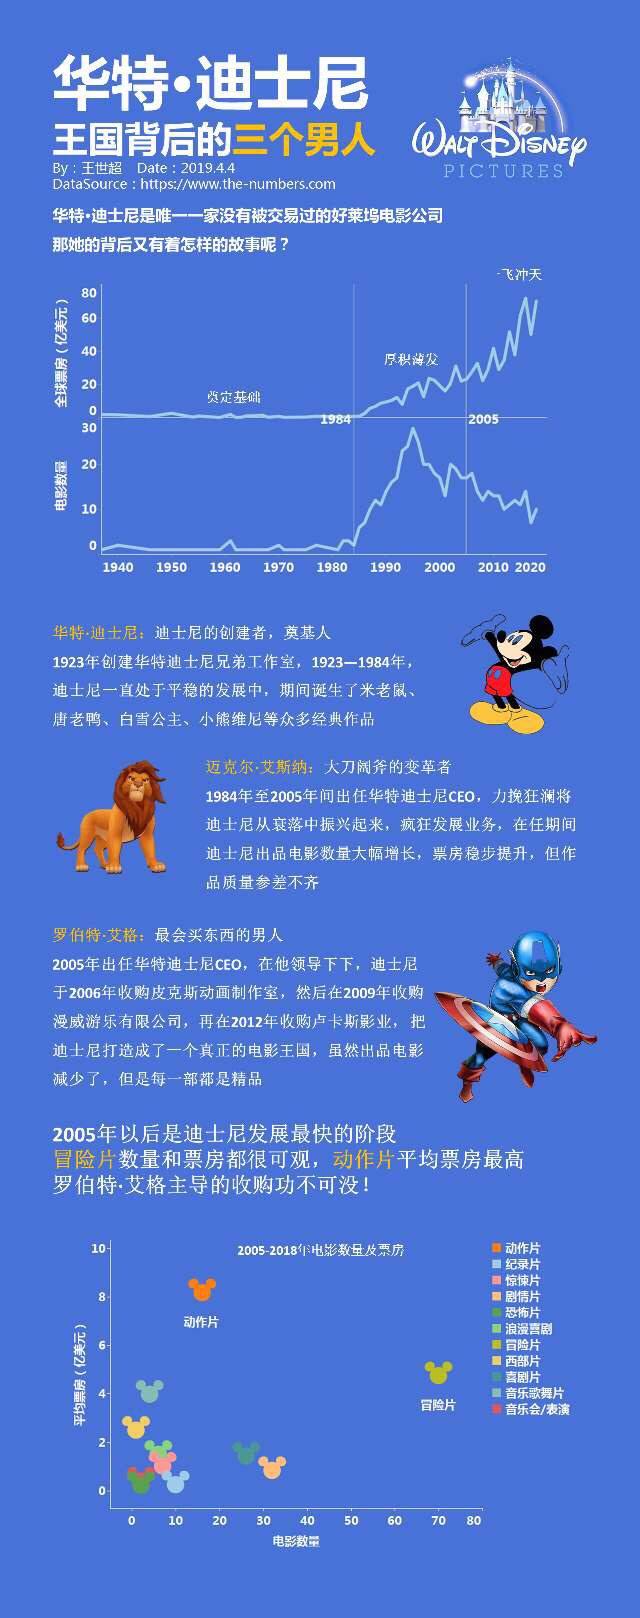 华特·迪士尼
王国背后的三个男人
By：王世超 Date：2019.4.4
DataSource：https://www.the-numbers.com
WALT DISNEY
PICTURES
华特·迪士尼是唯一一家没有被交易过的好莱坞电影公司
那她的背后又有着怎样的故事呢？
全球票房（亿美元）
80
60
40
20
0
奠定基础
1984
厚积薄发
2005
一飞冲天
电影数量
30
20
10
0
1940 1950 1960 1970 1980 1990 2000 2010 2020
华特·迪士尼：迪士尼的创建者，奠基人
1923年创建华特迪士尼兄弟工作室，1923—1984年，
迪士尼一直处于平稳的发展中，期间诞生了米老鼠、
唐老鸭、白雪公主、小熊维尼等众多经典作品
迈克尔·艾斯纳：大刀阔斧的变革者
1984年至2005年间出任华特迪士尼CEO，力挽狂澜将
迪士尼从衰落中振兴起来，疯狂发展业务，在任期间
迪士尼出品电影数量大幅增长，票房稳步提升，但作
品质量参差不齐
罗伯特·艾格：最会买东西的男人
2005年出任华特迪士尼CEO，在他领导下下，迪士尼
于2006年收购皮克斯动画制作室，然后在2009年收购
漫威游乐有限公司，再在2012年收购卢卡斯影业，把
迪士尼打造成了一个真正的电影王国，虽然出品电影
减少了，但是每一部都是精品
2005年以后是迪士尼发展最快的阶段
冒险片数量和票房都很可观，动作片平均票房最高
罗伯特·艾格主导的收购功不可没！
2005-2018年电影数量及票房
平均票房（亿美元）
10
8
6
4
2
0
动作片
冒险片
0 10 20 30 40 50 60 70 80
电影数量
动作片
纪录片
惊悚片
剧情片
恐怖片
浪漫喜剧
冒险片
西部片
喜剧片
音乐歌舞片
音乐会/表演